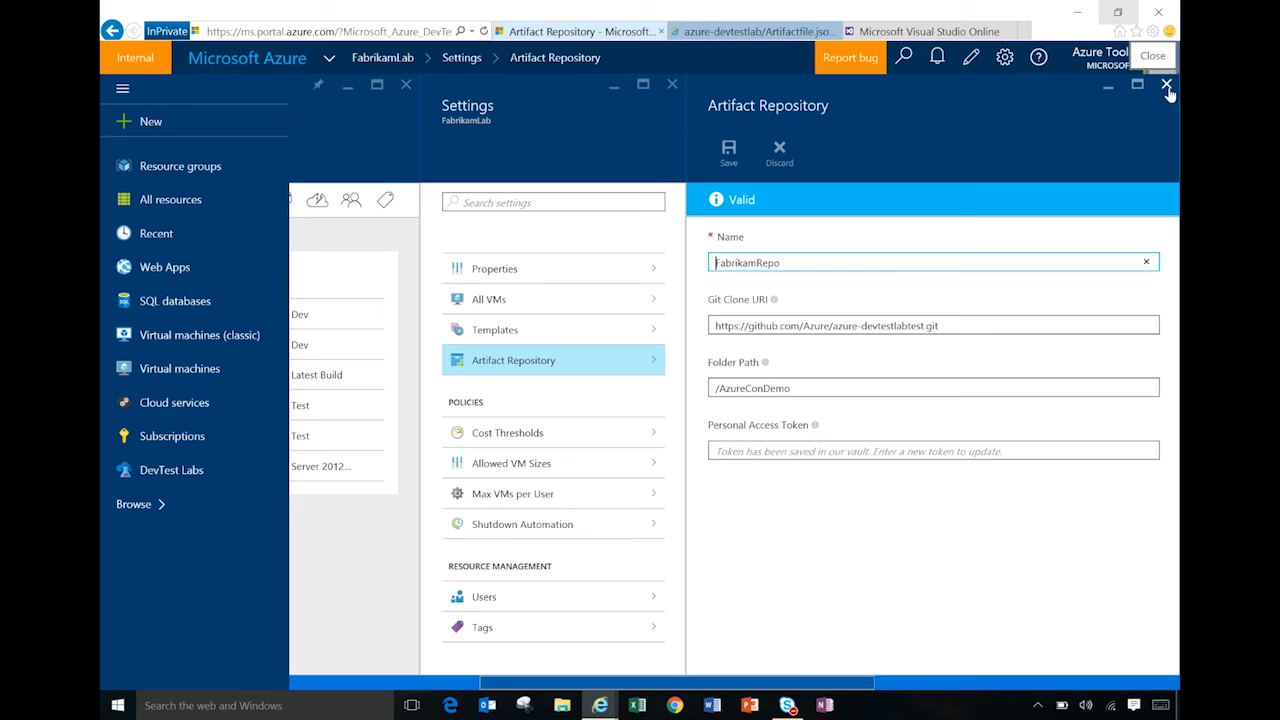 InPrivate
https://ms.portal.azure.com/?Microsoft_Azure_DevTe
Artifact Repository - Microsoft...
azure-devtestlab/Artifactfile.jso...
Microsoft Visual Studio Online
Internal
Microsoft Azure
FabrikamLab
Settings
Artifact Repository
Report bug
Azure Tool
MICROSOF
Close
New
Resource groups
All resources
Recent
Web Apps
SQL databases
Virtual machines (classic)
Virtual machines
Cloud services
Subscriptions
DevTest Labs
Browse
Dev
Dev
Latest Build
Test
Test
Server 2012...
Settings
FabrikamLab
Search settings
Properties
All VMs
Templates
Artifact Repository
POLICIES
Cost Thresholds
Allowed VM Sizes
Max VMs per User
Shutdown Automation
RESOURCE MANAGEMENT
Users
Tags
Artifact Repository
Save
Discard
Valid
* Name
FabrikamRepo
Git Clone URI
https://github.com/Azure/azure-devtestlabtest.git
Folder Path
/AzureConDemo
Personal Access Token
Token has been saved in our vault. Enter a new token to update.
Search the web and Windows